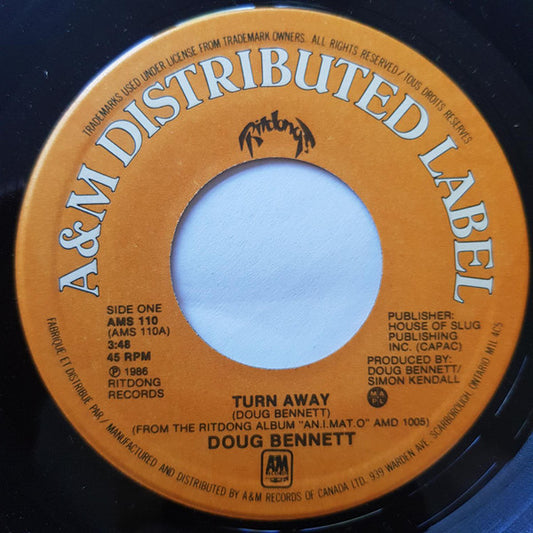 TRADEMARKS USED UNDER LICENSE FROM TRADEMARK OWNERS. ALL RIGHTS RESERVED / TOUS DROITS RESERVES
A&M DISTRIBUTED LABEL
Ritdong
SIDE ONE
AMS 110
(AMS 110A)
3:48
45 RPM
℗ 1986
RITDONG
RECORDS
PUBLISHER:
HOUSE OF SLUG
PUBLISHING
INC. (CAPAC)
PRODUCED BY:
DOUG BENNETT/
SIMON KENDALL
TURN AWAY
(DOUG BENNETT)
(FROM THE RITDONG ALBUM "AN.I.MAT.O" AMD 1005)
DOUG BENNETT
A&M
RECORDS
FABRIQUE ET DISTRIBUE PAR / MANUFACTURED AND DISTRIBUTED BY A&M RECORDS OF CANADA LTD. 939 WARDEN AVE. SCARBOROUGH, ONTARIO M1L 4C5